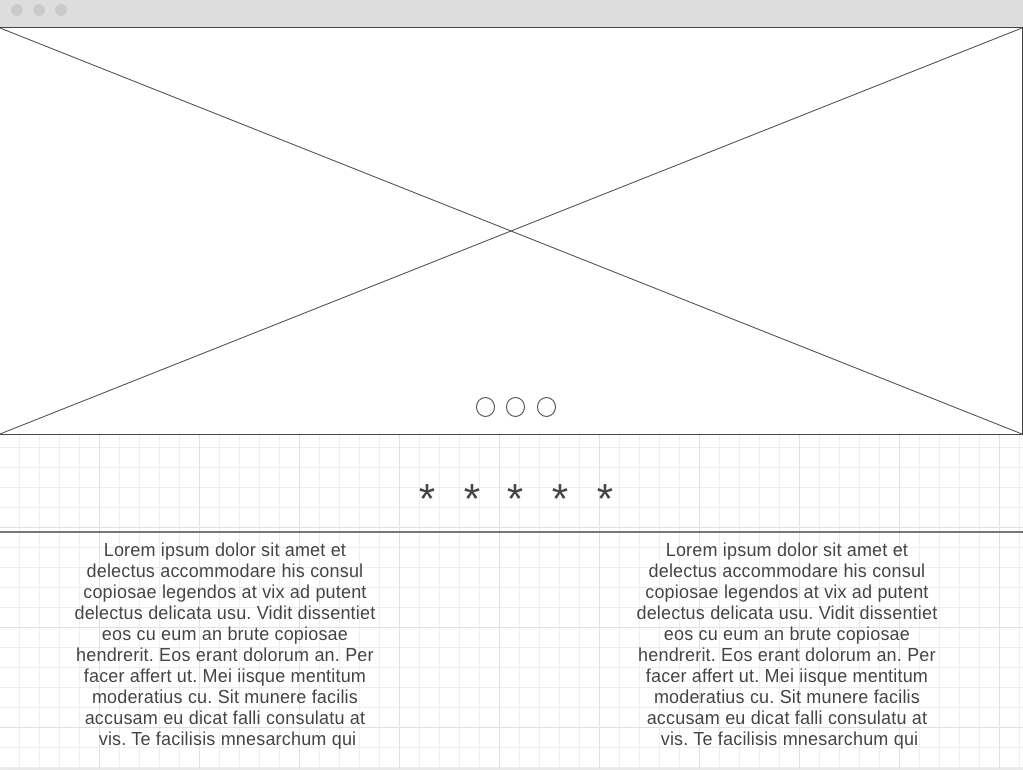 * * * * *
Lorem ipsum dolor sit amet et
delectus accommodare his consul
copiosae legendos at vix ad putent
delectus delicata usu. Vidit dissentiet
eos cu eum an brute copiosae
hendrerit. Eos erant dolorum an. Per
facer affert ut. Mei iisque mentitum
moderatius cu. Sit munere facilis
accusam eu dicat falli consulatu at
vis. Te facilisis mnesarchum qui
Lorem ipsum dolor sit amet et
delectus accommodare his consul
copiosae legendos at vix ad putent
delectus delicata usu. Vidit dissentiet
eos cu eum an brute copiosae
hendrerit. Eos erant dolorum an. Per
facer affert ut. Mei iisque mentitum
moderatius cu. Sit munere facilis
accusam eu dicat falli consulatu at
vis. Te facilisis mnesarchum qui